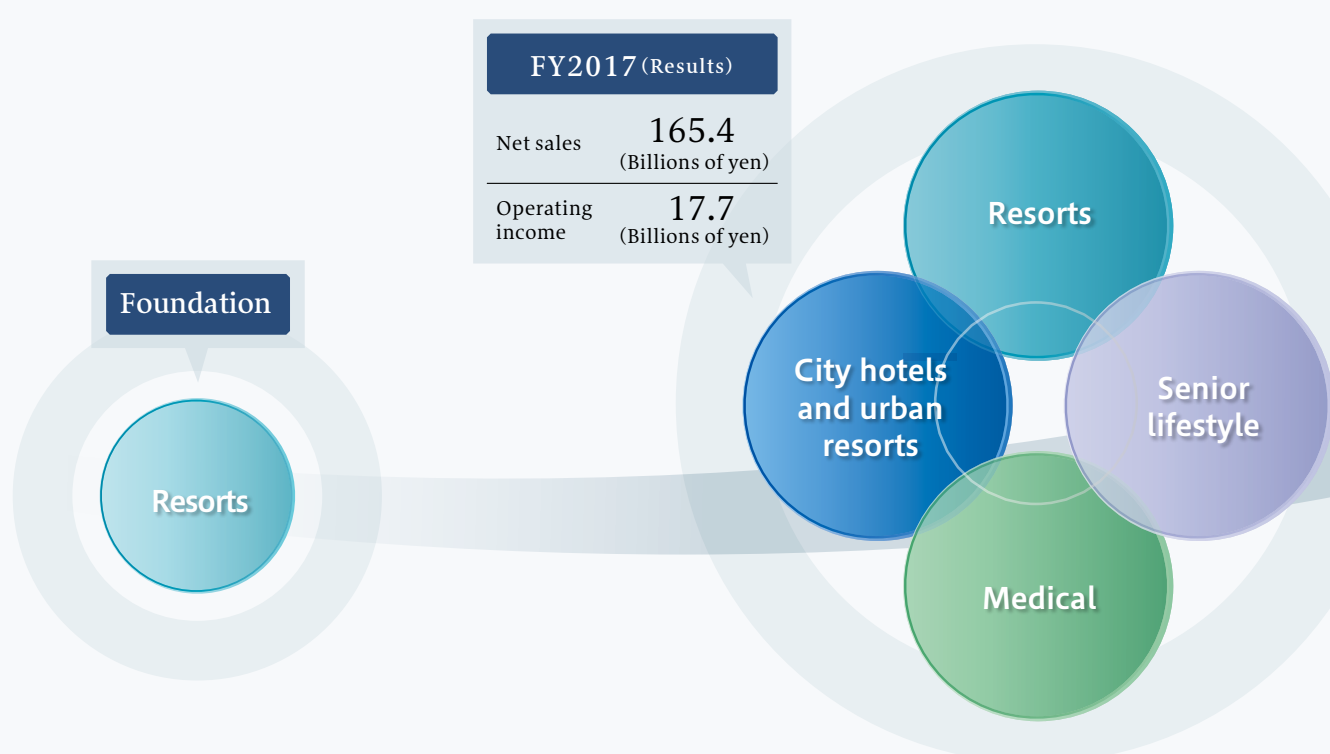 Foundation
Resorts
FY2017 (Results)
Net sales
165.4
(Billions of yen)
Operating
income
17.7
(Billions of yen)
Resorts
City hotels
and urban
resorts
Senior
lifestyle
Medical